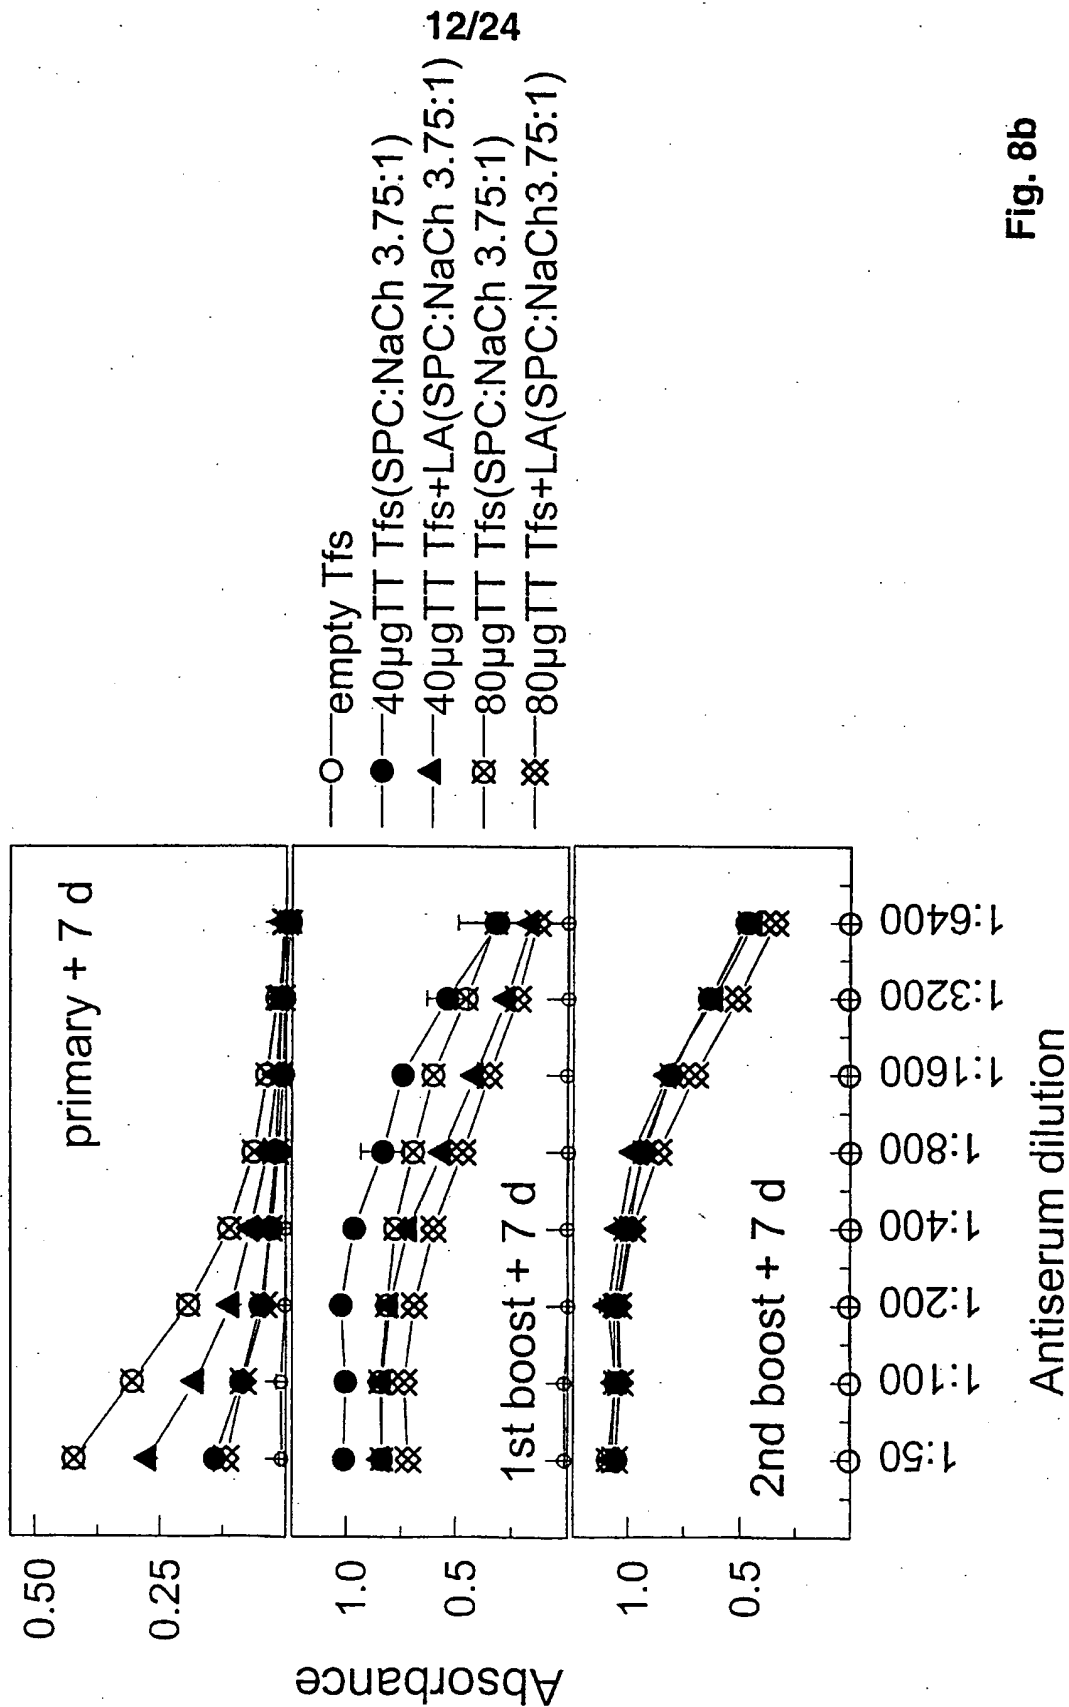 12/24
empty Tfs
40µgTT Tfs(SPC:NaCh 3.75:1)
40µgTT Tfs+LA(SPC:NaCh 3.75:1)
80µgTT Tfs(SPC:NaCh 3.75:1)
80µgTT Tfs+LA(SPC:NaCh3.75:1)
primary + 7 d
0.50
0.25
1st boost + 7 d
1.0
0.5
2nd boost + 7 d
1.0
0.5
Absorbance
1:50
1:100
1:200
1:400
1:800
1:1600
1:3200
1:6400
Antiserum dilution
Fig. 8b